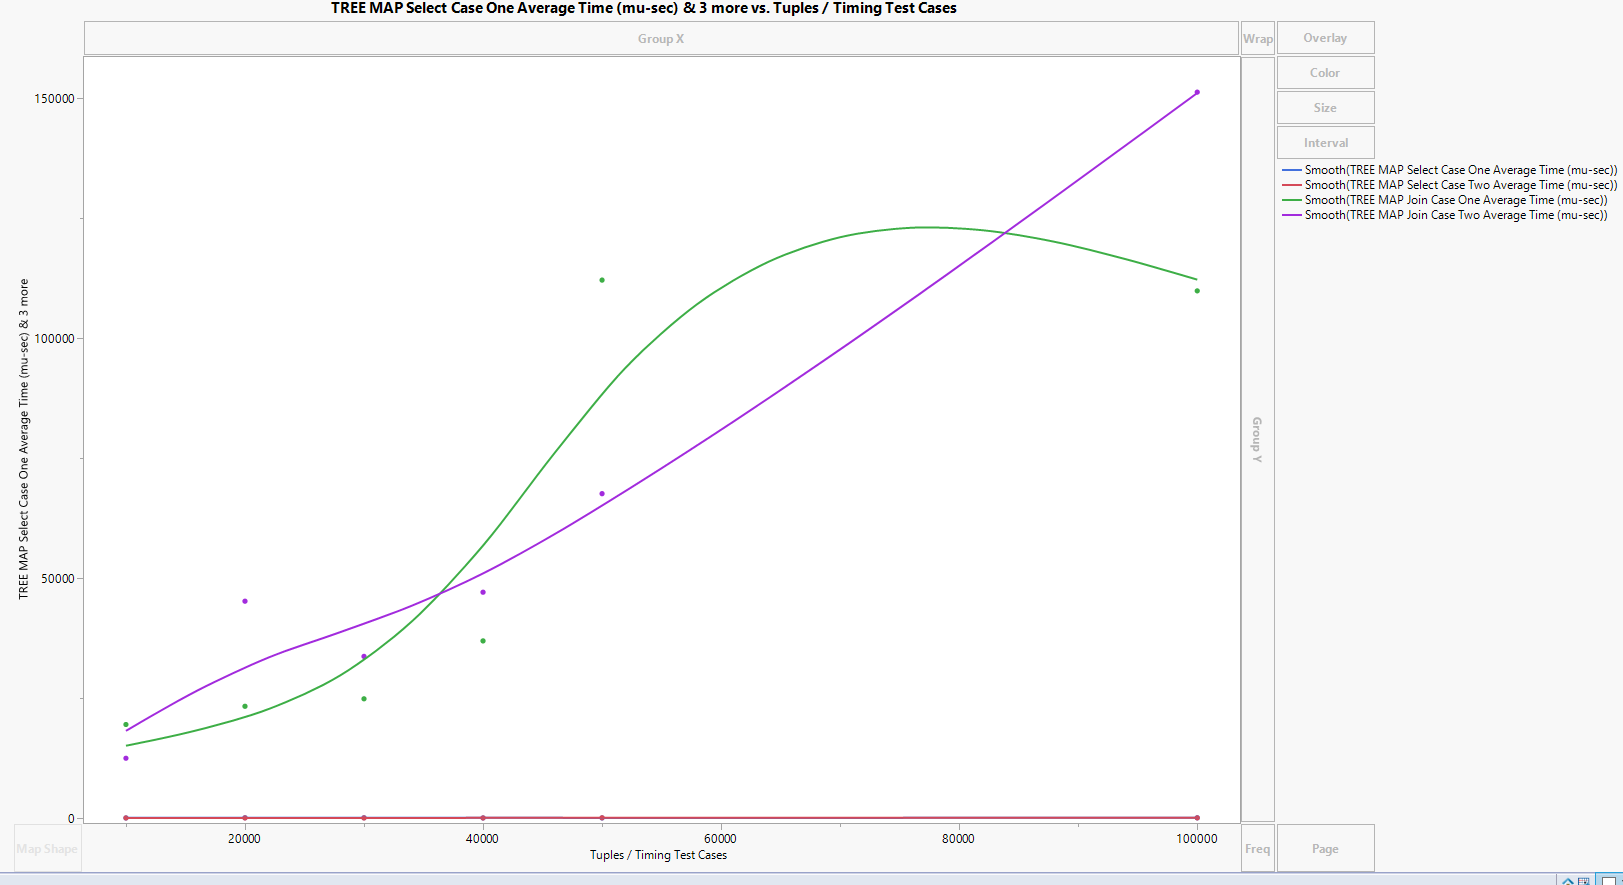 TREE MAP Select Case One Average Time (mu-sec) & 3 more vs. Tuples / Timing Test Cases
Group X
Wrap
Overlay
Color
Size
Interval
Smooth(TREE MAP Select Case One Average Time (mu-sec))
Smooth(TREE MAP Select Case Two Average Time (mu-sec))
Smooth(TREE MAP Join Case One Average Time (mu-sec))
Smooth(TREE MAP Join Case Two Average Time (mu-sec))
TREE MAP Select Case One Average Time (mu-sec) & 3 more
150000
100000
50000
0
Group Y
20000
40000
60000
80000
100000
Tuples / Timing Test Cases
Map Shape
Freq
Page